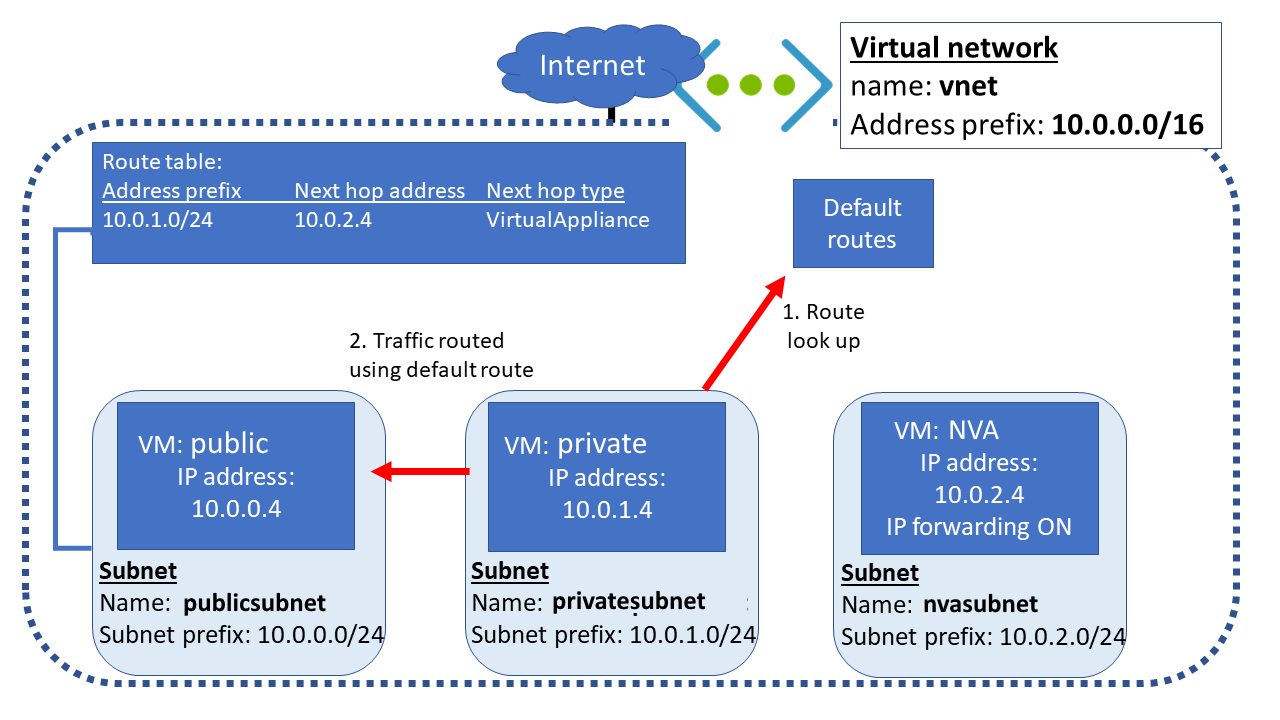 Internet
Virtual network
name: vnet
Address prefix: 10.0.0.0/16
Route table:
Address prefix Next hop address Next hop type
10.0.1.0/24 10.0.2.4 VirtualAppliance
Default
routes
1. Route
look up
2. Traffic routed
using default route
VM: public
IP address:
10.0.0.4
Subnet
Name: publicsubnet
Subnet prefix: 10.0.0.0/24
VM: private
IP address:
10.0.1.4
Subnet
Name: privatesubnet :
Subnet prefix: 10.0.1.0/24
VM: NVA
IP address:
10.0.2.4
IP forwarding ON
Subnet
Name: nvasubnet
Subnet prefix: 10.0.2.0/24